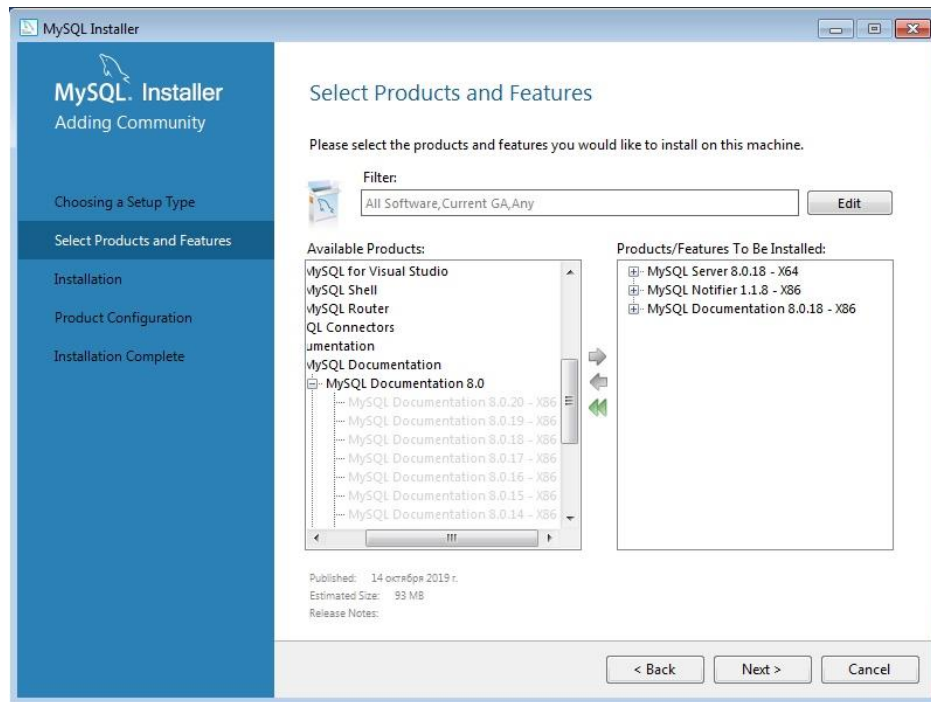 MySQL Installer
MySQL. Installer
Adding Community
Choosing a Setup Type
Select Products and Features
Installation
Product Configuration
Installation Complete
Select Products and Features
Please select the products and features you would like to install on this machine.
Filter:
All Software,Current GA,Any
Edit
Available Products:
MySQL for Visual Studio
MySQL Shell
MySQL Router
QL Connectors
umentation
MySQL Documentation
MySQL Documentation 8.0
MySQL Documentation 8.0.20 - X86
MySQL Documentation 8.0.19 - X86
MySQL Documentation 8.0.18 - X86
MySQL Documentation 8.0.17 - X86
MySQL Documentation 8.0.16 - X86
MySQL Documentation 8.0.15 - X86
MySQL Documentation 8.0.14 - X86
Products/Features To Be Installed:
MySQL Server 8.0.18 - X64
MySQL Notifier 1.1.8 - X86
MySQL Documentation 8.0.18 - X86
Published: 14 октября 2019 г.
Estimated Size: 93 MB
Release Notes:
< Back
Next >
Cancel